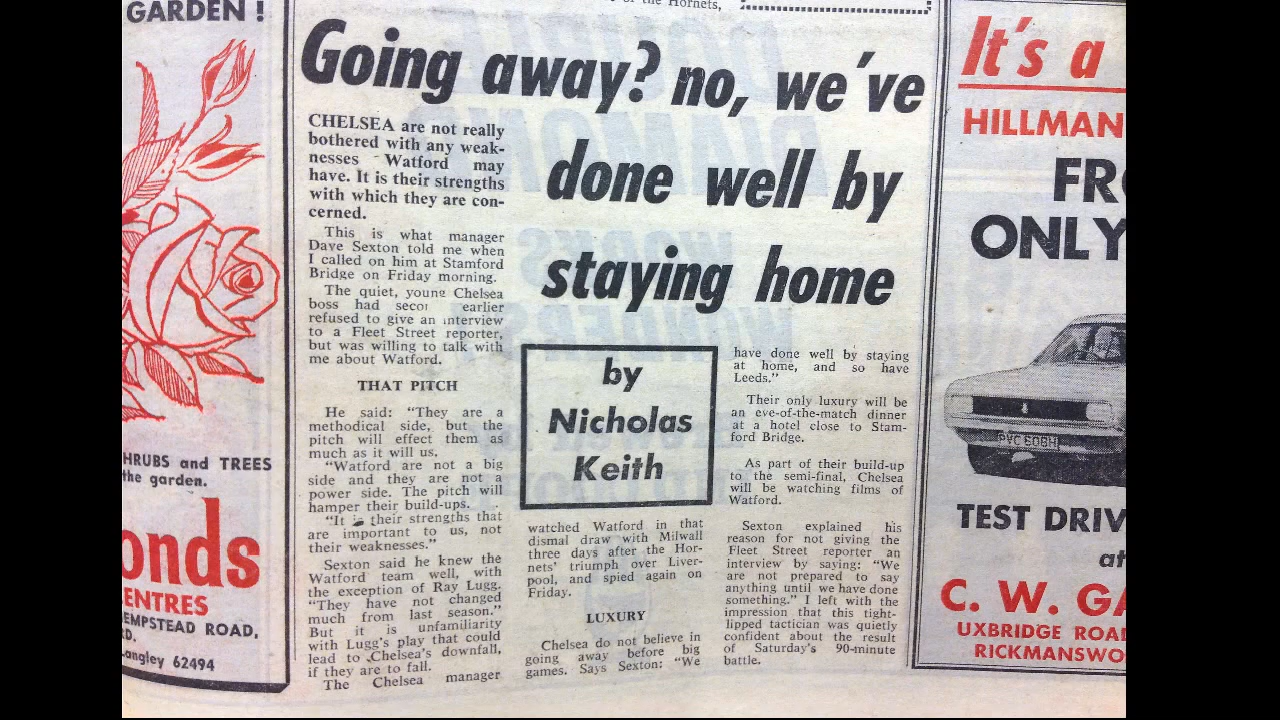 GARDEN !
HRUBS and TREES
the garden.
onds
ENTRES
EMPSTEAD ROAD,
RD.
angley 62494
of the Hornets,
Going away? no, we've
done well by
staying home
CHELSEA are not really
bothered with any weak-
nesses Watford may
have. It is their strengths
with which they are con-
cerned.
This is what manager
Dave Sexton told me when
I called on him at Stamford
Bridge on Friday morning.
The quiet, young Chelsea
boss had earlier
refused to give an interview
to a Fleet Street reporter,
but was willing to talk with
me about Watford.
THAT PITCH
He said: "They are a
methodical side, but the
pitch will effect them as
much as it will us.
"Watford are not a big
side and they are not a
power side. The pitch will
hamper their build-ups.
"It is their strengths that
are important to us, not
their weaknesses."
Sexton said he knew the
Watford team well, with
the exception of Ray Lugg.
"They have not changed
much from last season."
But it is unfamiliarity
with Lugg's play that could
lead to Chelsea's downfall,
if they are to fall.
The Chelsea manager
by
Nicholas
Keith
watched Watford in that
dismal draw with Milwall
three days after the Hor-
nets' triumph over Liver-
pool, and spied again on
Friday.
LUXURY
Chelsea do not believe in
going away before big
games. Says Sexton: "We
have done well by staying
at home, and so have
Leeds."
Their only luxury will be
an eve-of-the-match dinner
at a hotel close to Stam-
ford Bridge.
As part of their build-up
to the semi-final, Chelsea
will be watching films of
Watford.
Sexton explained his
reason for not giving the
Fleet Street reporter an
interview by saying: "We
are not prepared to say
anything until we have done
something." I left with the
impression that this tight-
lipped tactician was quietly
confident about the result
of Saturday's 90-minute
battle.
It's a
HILLMAN
FRO
ONLY
PVC 608H
TEST DRIV
at
C. W. GA
UXBRIDGE ROA
RICKMANSWO